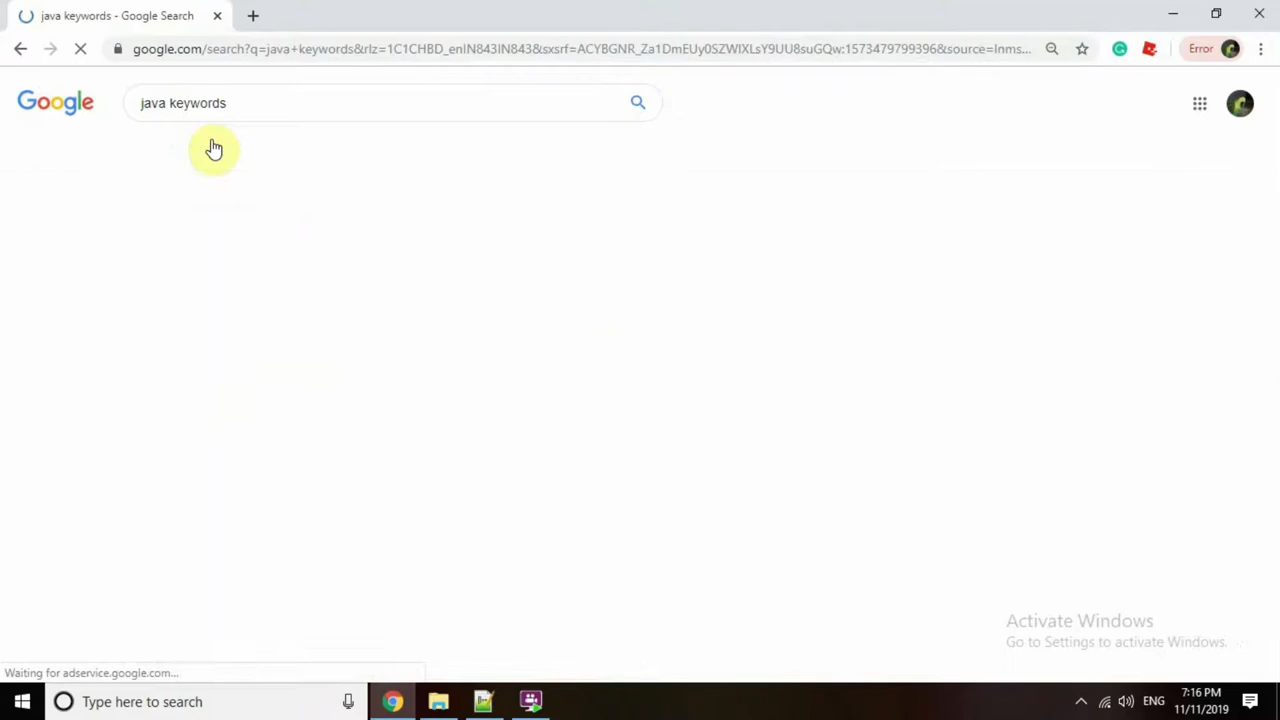 java keywords - Google Search
google.com/search?q=java+keywords&rlz=1C1CHBD_enIN843IN843&sxsrf=ACYBGNR_Za1DmEUy0SZWIXLsY9UU8suGQw:1573479799396&source=lnms...
Error
Google
java keywords
Activate Windows
Go to Settings to activate Windows.
Waiting for adservice.google.com...
Type here to search
ENG
7:16 PM
11/11/2019